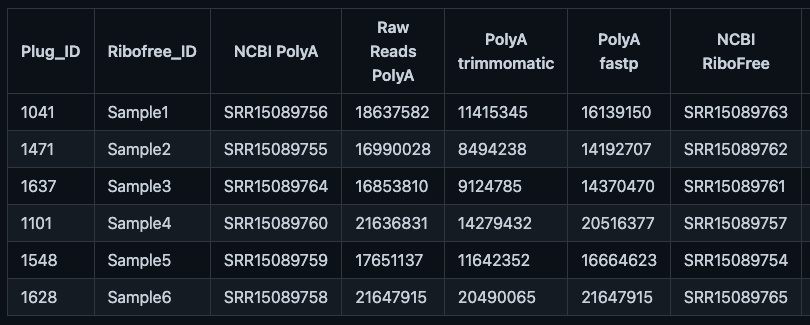 Plug_ID Ribofree_ID NCBI PolyA Raw Reads PolyA PolyA trimmomatic PolyA fastp NCBI RiboFree
1041 Sample1 SRR15089756 18637582 11415345 16139150 SRR15089763
1471 Sample2 SRR15089755 16990028 8494238 14192707 SRR15089762
1637 Sample3 SRR15089764 16853810 9124785 14370470 SRR15089761
1101 Sample4 SRR15089760 21636831 14279432 20516377 SRR15089757
1548 Sample5 SRR15089759 17651137 11642352 16664623 SRR15089754
1628 Sample6 SRR15089758 21647915 20490065 21647915 SRR15089765